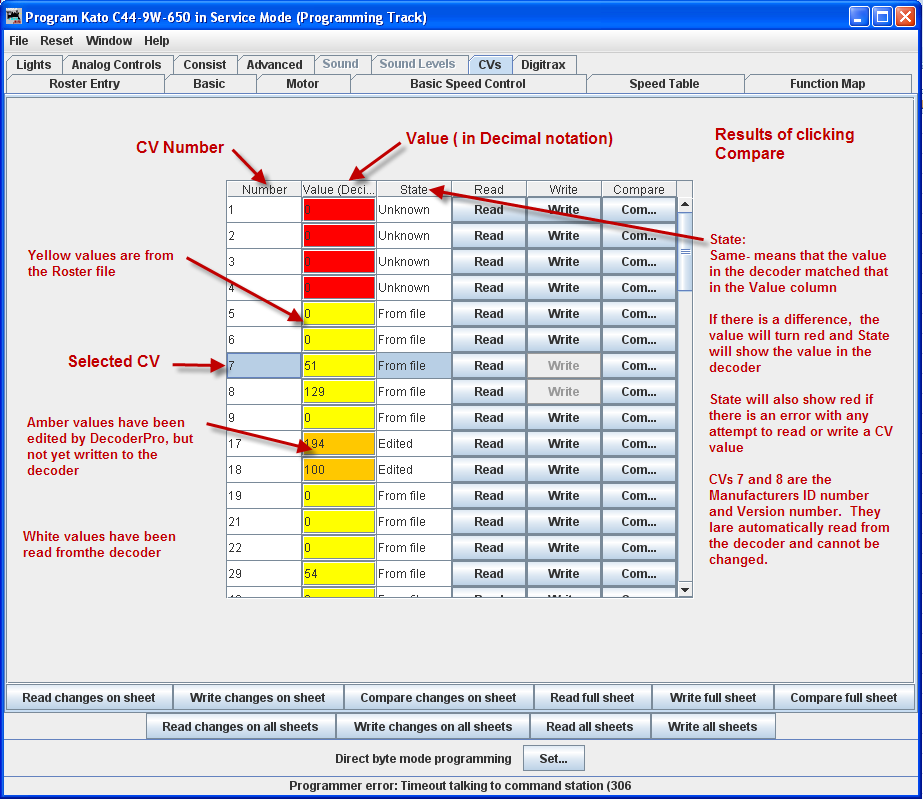 Program Kato C44-9W-650 in Service Mode (Programming Track)
File Reset Window Help
Lights Analog Controls Consist Advanced Sound Sound Levels CVs Digitrax
Roster Entry Basic Motor Basic Speed Control Speed Table Function Map
CV Number
Value ( in Decimal notation)
Results of clicking
Compare
Number Value (Deci... State Read Write Compare
1 Unknown Read Write Com...
2 Unknown Read Write Com...
3 Unknown Read Write Com...
4 Unknown Read Write Com...
5 0 From file Read Write Com...
6 0 From file Read Write Com...
7 51 From file Read Write Com...
8 129 From file Read Write Com...
9 0 From file Read Write Com...
17 194 Edited Read Write Com...
18 100 Edited Read Write Com...
19 0 From file Read Write Com...
21 0 From file Read Write Com...
22 0 From file Read Write Com...
29 54 From file Read Write Com...
Yellow values are from
the Roster file
Selected CV
Amber values have been
edited by DecoderPro, but
not yet written to the
decoder
White values have been
read fromthe decoder
State:
Same- means that the value
in the decoder matched that
in the Value column
If there is a difference, the
value will turn red and State
will show the value in the
decoder
State will also show red if
there is an error with any
attempt to read or write a CV
value
CVs 7 and 8 are the
Manufacturers ID number
and Version number. They
lare automatically read from
the decoder and cannot be
changed.
Read changes on sheet Write changes on sheet Compare changes on sheet Read full sheet Write full sheet Compare full sheet
Read changes on all sheets Write changes on all sheets Read all sheets Write all sheets
Direct byte mode programming Set...
Programmer error: Timeout talking to command station (306